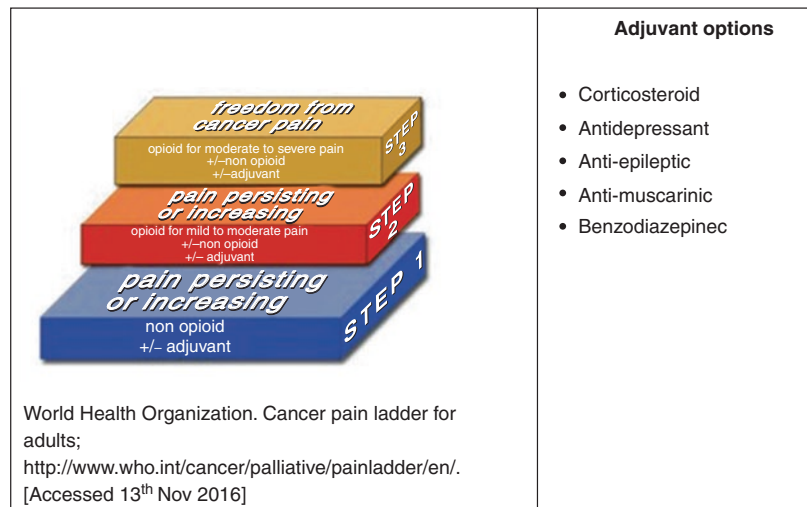 freedom from
cancer pain
opioid for moderate to severe pain
+/–non opioid
+/–adjuvant
STEP 3
pain persisting
or increasing
opioid for mild to moderate pain
+/–non opioid
+/– adjuvant
STEP 2
pain persisting
or increasing
non opioid
+/– adjuvant
STEP 1
World Health Organization. Cancer pain ladder for
adults;
http://www.who.int/cancer/palliative/painladder/en/.
[Accessed 13th Nov 2016]
Adjuvant options
• Corticosteroid
• Antidepressant
• Anti-epileptic
• Anti-muscarinic
• Benzodiazepinec